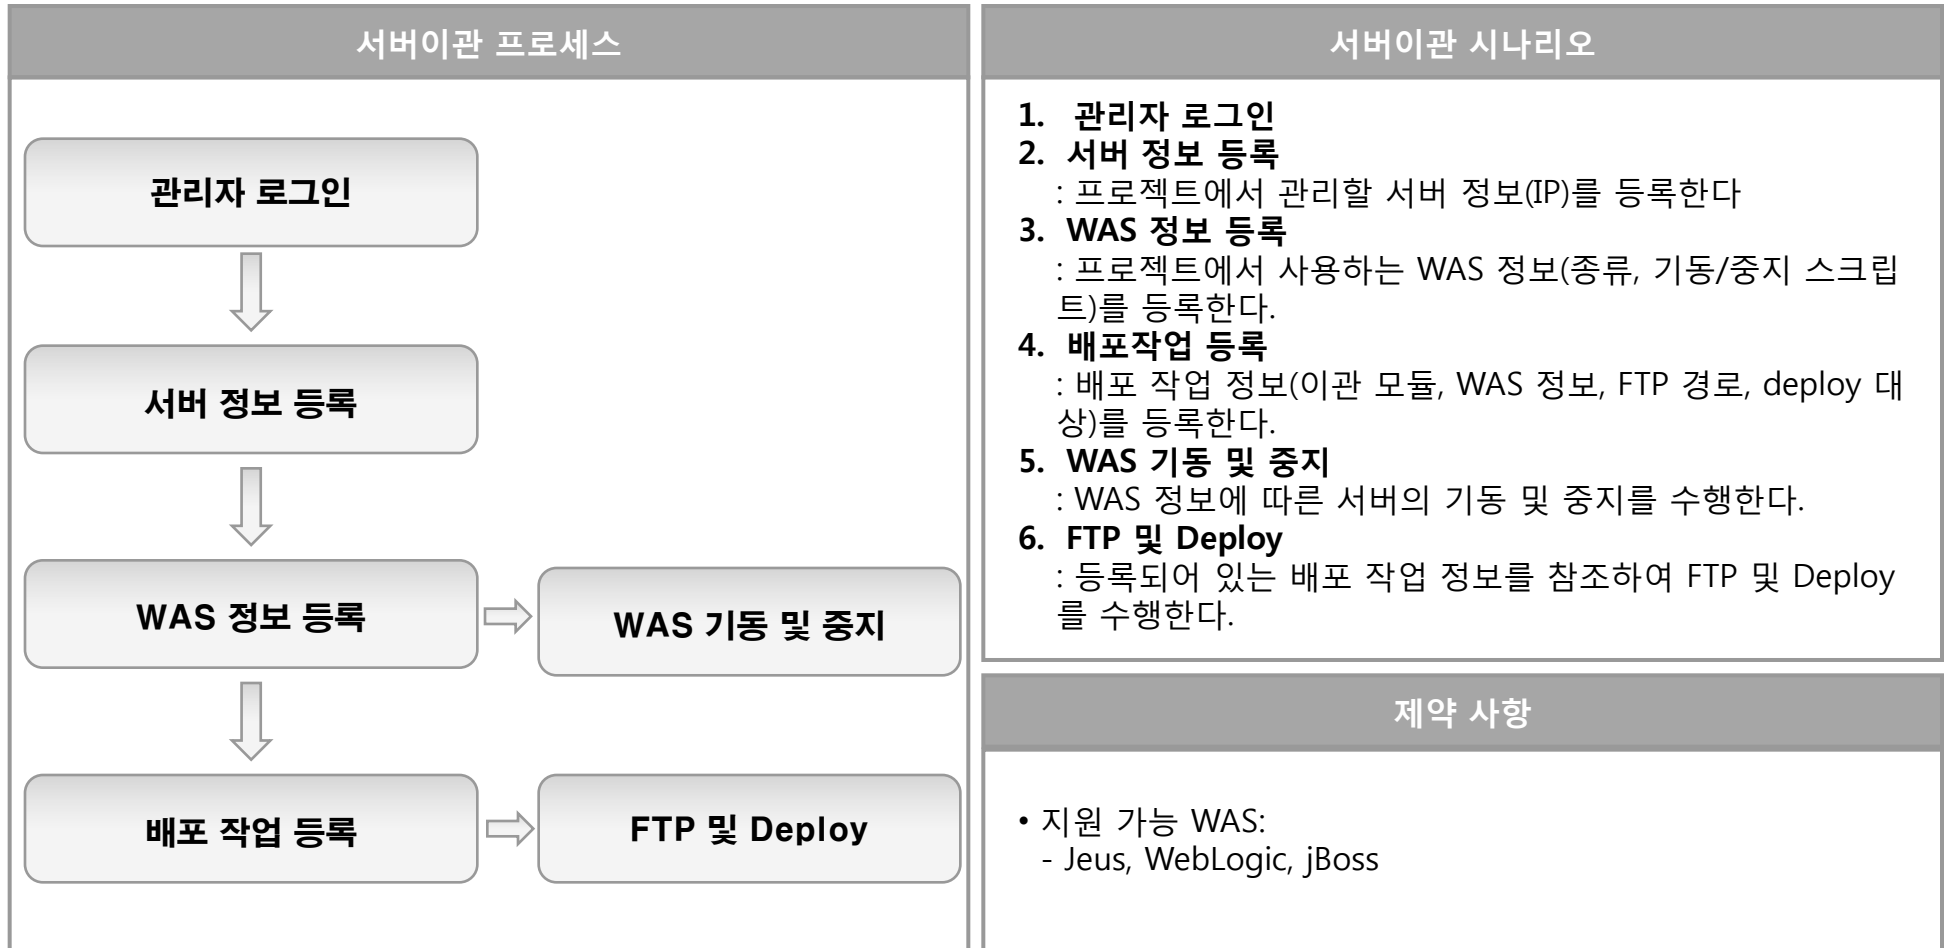 서버이관 프로세스
관리자 로그인
서버 정보 등록
WAS 정보 등록
WAS 기동 및 중지
배포 작업 등록
FTP 및 Deploy
서버이관 시나리오
1. 관리자 로그인
2. 서버 정보 등록
: 프로젝트에서 관리할 서버 정보(IP)를 등록한다
3. WAS 정보 등록
: 프로젝트에서 사용하는 WAS 정보(종류, 기동/중지 스크립
트)를 등록한다.
4. 배포작업 등록
: 배포 작업 정보(이관 모듈, WAS 정보, FTP 경로, deploy 대
상)를 등록한다.
5. WAS 기동 및 중지
: WAS 정보에 따른 서버의 기동 및 중지를 수행한다.
6. FTP 및 Deploy
: 등록되어 있는 배포 작업 정보를 참조하여 FTP 및 Deploy
를 수행한다.
제약 사항
• 지원 가능 WAS:
- Jeus, WebLogic, jBoss